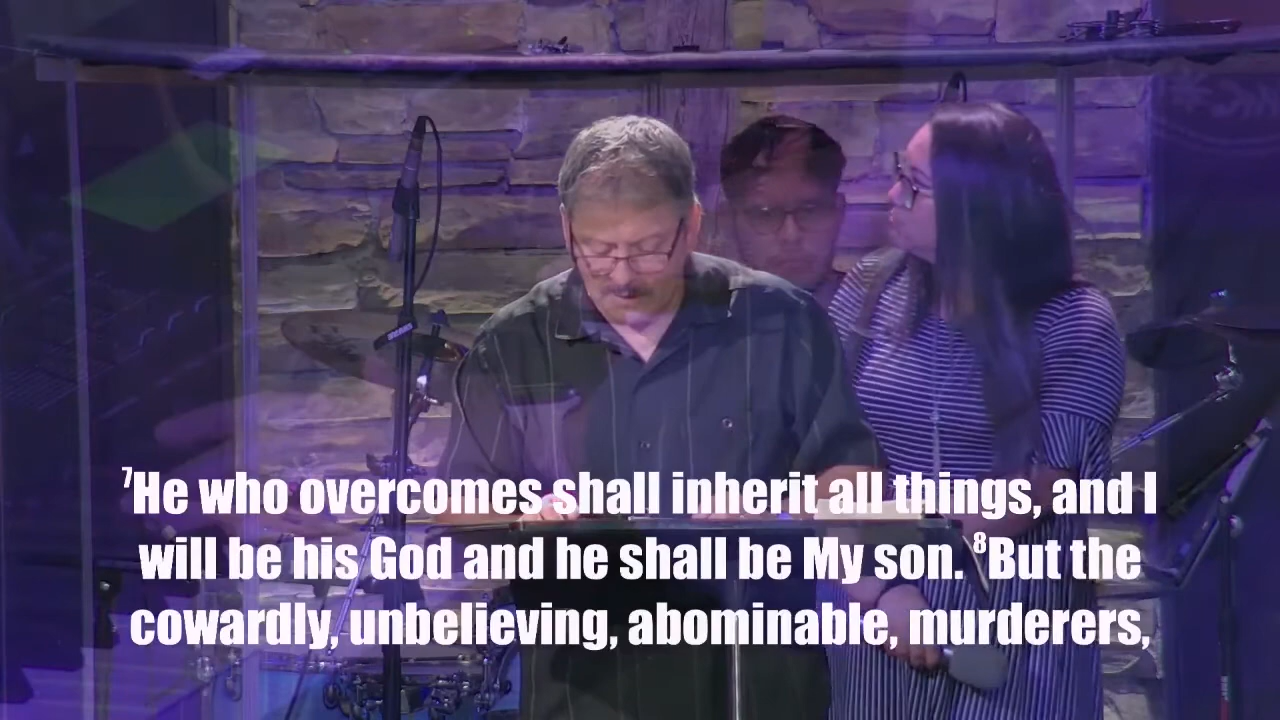 ⁷He who overcomes shall inherit all things, and I
will be his God and he shall be My son. ⁸But the
cowardly, unbelieving, abominable, murderers,